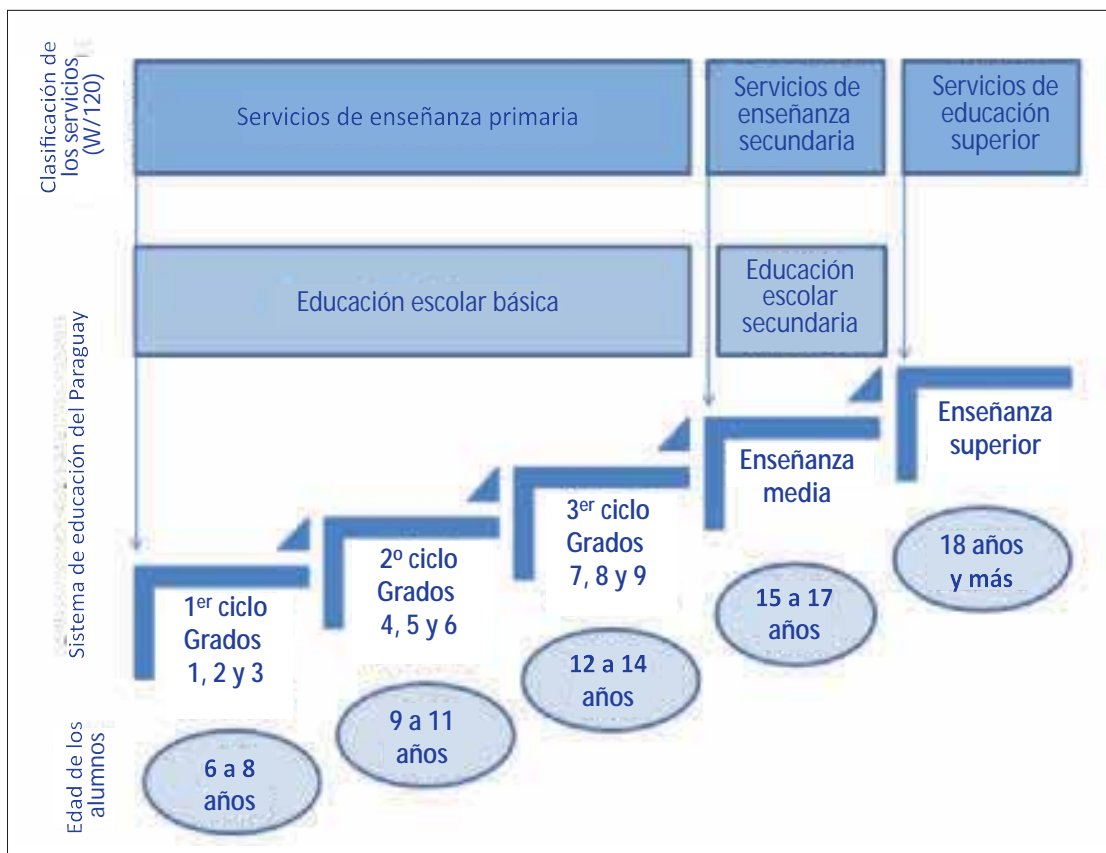 Clasificación de
los servicios
(W/120)
Servicios de enseñanza primaria
Servicios de
enseñanza
secundaria
Servicios de
educación
superior
Sistema de educación del Paraguay
Educación escolar básica
Educación
escolar
secundaria
1er ciclo
Grados
1, 2 y 3
2º ciclo
Grados
4, 5 y 6
3er ciclo
Grados
7, 8 y 9
Enseñanza
media
Enseñanza
superior
Edad de los
alumnos
6 a 8
años
9 a 11
años
12 a 14
años
15 a 17
años
18 años
y más